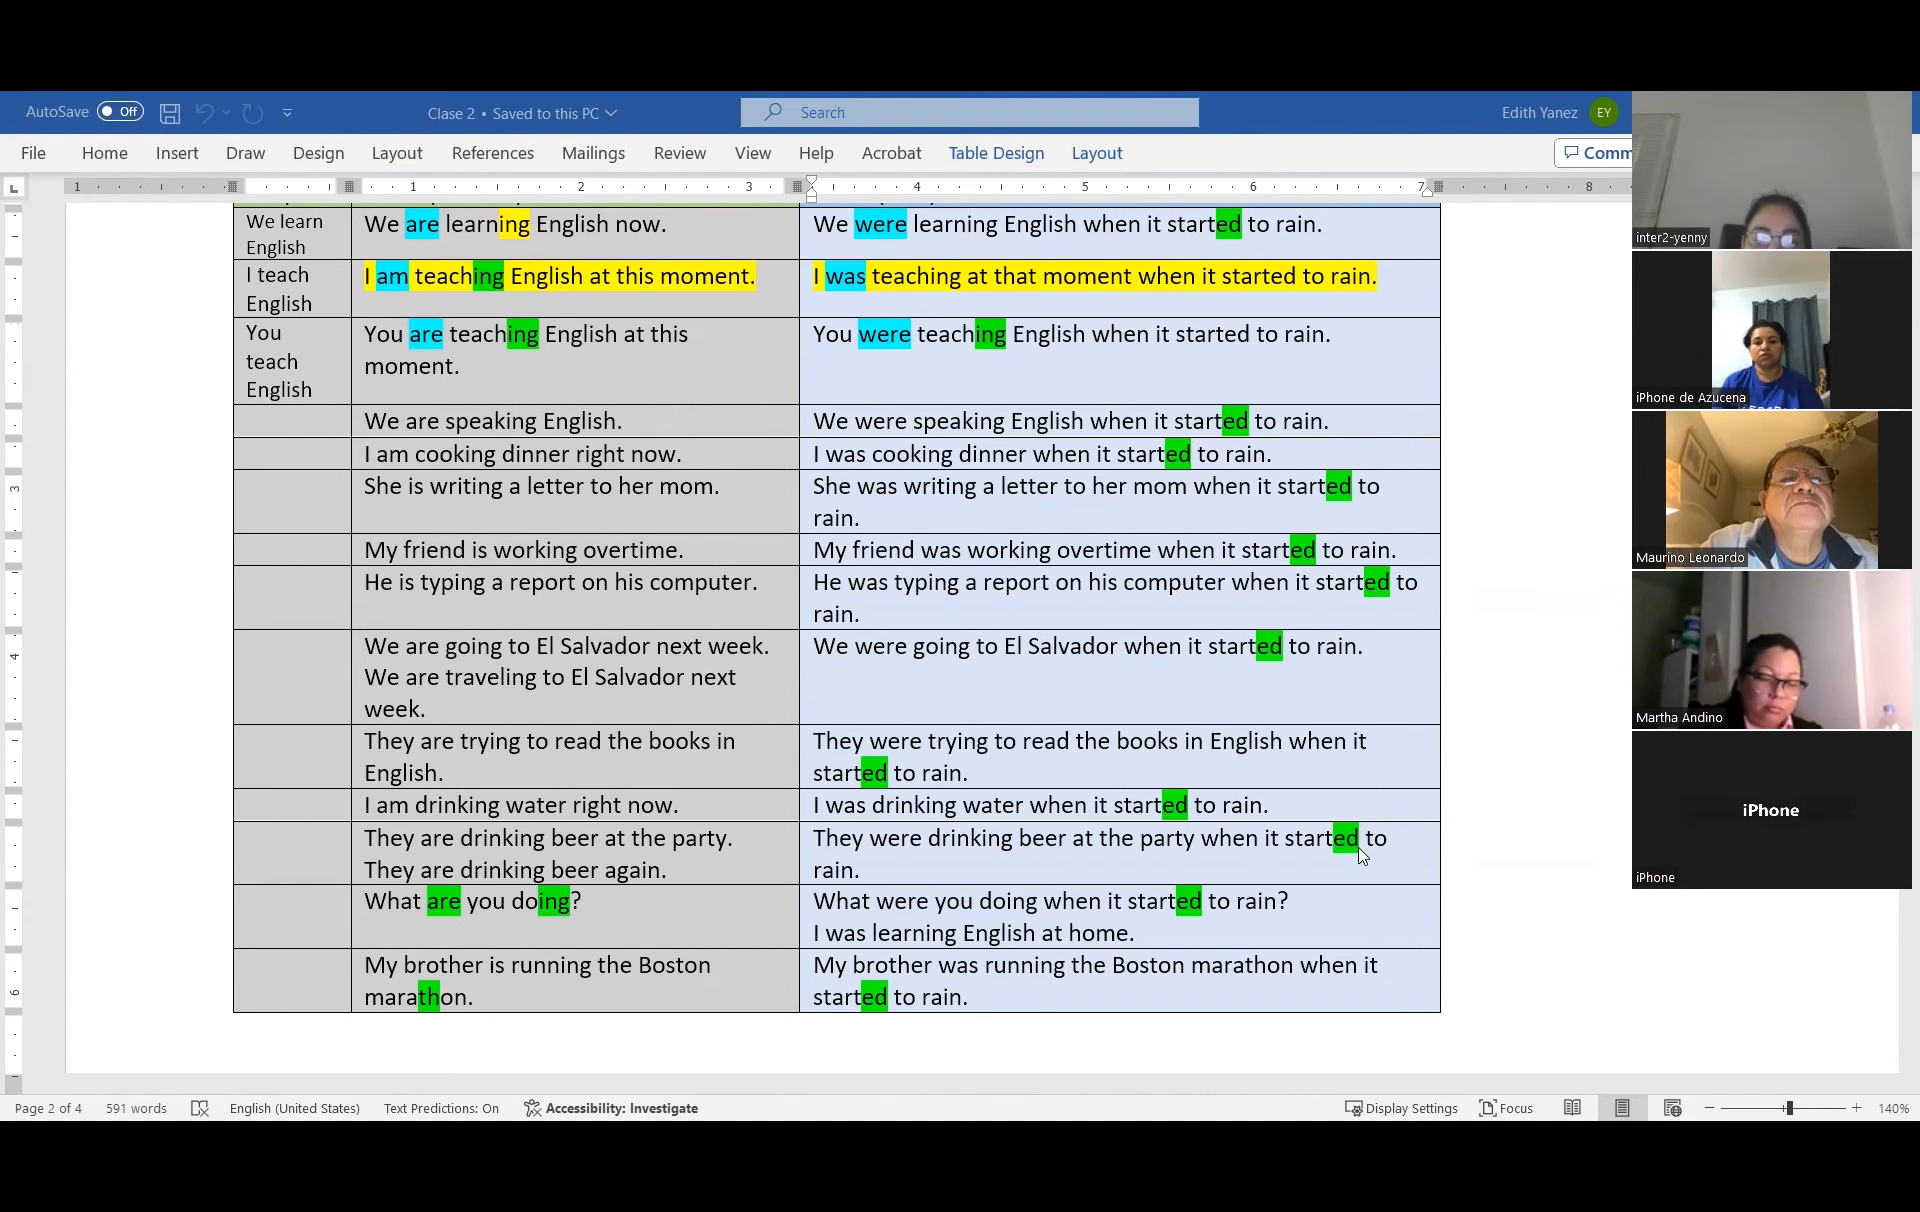 AutoSave Off Clase 2 • Saved to this PC Search Edith Yanez EY
File Home Insert Draw Design Layout References Mailings Review View Help Acrobat Table Design Layout Comm
1 1 2 3 4 5 6 7 8
We learn
English
We are learning English now.
We were learning English when it started to rain.
I teach
English
I am teaching English at this moment.
I was teaching at that moment when it started to rain.
You
teach
English
You are teaching English at this
moment.
You were teaching English when it started to rain.
We are speaking English.
We were speaking English when it started to rain.
I am cooking dinner right now.
I was cooking dinner when it started to rain.
She is writing a letter to her mom.
She was writing a letter to her mom when it started to
rain.
My friend is working overtime.
My friend was working overtime when it started to rain.
He is typing a report on his computer.
He was typing a report on his computer when it started to
rain.
We are going to El Salvador next week.
We are traveling to El Salvador next
week.
We were going to El Salvador when it started to rain.
They are trying to read the books in
English.
They were trying to read the books in English when it
started to rain.
I am drinking water right now.
I was drinking water when it started to rain.
They are drinking beer at the party.
They are drinking beer again.
They were drinking beer at the party when it started to
rain.
What are you doing?
What were you doing when it started to rain?
I was learning English at home.
My brother is running the Boston
marathon.
My brother was running the Boston marathon when it
started to rain.
3
4
6
inter2-yenny
iPhone de Azucena
Maurino Leonardo
Martha Andino
iPhone
iPhone
Page 2 of 4 591 words English (United States) Text Predictions: On Accessibility: Investigate Display Settings Focus 140%